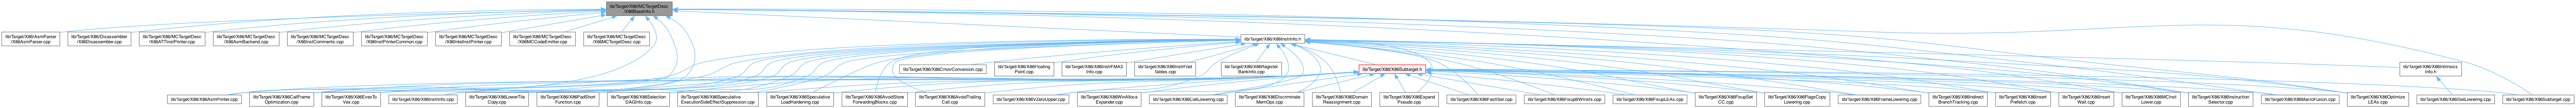 lib/Target/X86/MCTargetDesc
/X86BaseInfo.h
lib/Target/X86/AsmParser
/X86AsmParser.cpp
lib/Target/X86/Disassembler
/X86Disassembler.cpp
lib/Target/X86/MCTargetDesc
/X86ATTInstPrinter.cpp
lib/Target/X86/MCTargetDesc
/X86AsmBackend.cpp
lib/Target/X86/MCTargetDesc
/X86InstComments.cpp
lib/Target/X86/MCTargetDesc
/X86InstPrinterCommon.cpp
lib/Target/X86/MCTargetDesc
/X86IntelInstPrinter.cpp
lib/Target/X86/MCTargetDesc
/X86MCCodeEmitter.cpp
lib/Target/X86/MCTargetDesc
/X86MCTargetDesc.cpp
lib/Target/X86/X86InstrInfo.h
lib/Target/X86/X86CmovConversion.cpp
lib/Target/X86/X86Floating
Point.cpp
lib/Target/X86/X86InstrFMA3
Info.cpp
lib/Target/X86/X86InstrFold
Tables.cpp
lib/Target/X86/X86Register
BankInfo.cpp
lib/Target/X86/X86Subtarget.h
lib/Target/X86/X86Intrinsics
Info.h
lib/Target/X86/X86AsmPrinter.cpp
lib/Target/X86/X86CallFrame
Optimization.cpp
lib/Target/X86/X86EvexTo
Vex.cpp
lib/Target/X86/X86InstrInfo.cpp
lib/Target/X86/X86LowerTile
Copy.cpp
lib/Target/X86/X86PadShort
Function.cpp
lib/Target/X86/X86Selection
DAGInfo.cpp
lib/Target/X86/X86Speculative
ExecutionSideEffectSuppression.cpp
lib/Target/X86/X86Speculative
LoadHardening.cpp
lib/Target/X86/X86AvoidStore
ForwardingBlocks.cpp
lib/Target/X86/X86AvoidTrailing
Call.cpp
lib/Target/X86/X86VZeroUpper.cpp
lib/Target/X86/X86WinAlloca
Expander.cpp
lib/Target/X86/X86CallLowering.cpp
lib/Target/X86/X86Discriminate
MemOps.cpp
lib/Target/X86/X86Domain
Reassignment.cpp
lib/Target/X86/X86Expand
Pseudo.cpp
lib/Target/X86/X86FastISel.cpp
lib/Target/X86/X86FixupBWInsts.cpp
lib/Target/X86/X86FixupLEAs.cpp
lib/Target/X86/X86FixupSet
CC.cpp
lib/Target/X86/X86FlagsCopy
Lowering.cpp
lib/Target/X86/X86FrameLowering.cpp
lib/Target/X86/X86Indirect
BranchTracking.cpp
lib/Target/X86/X86Insert
Prefetch.cpp
lib/Target/X86/X86Insert
Wait.cpp
lib/Target/X86/X86MCInst
Lower.cpp
lib/Target/X86/X86Instruction
Selector.cpp
lib/Target/X86/X86MacroFusion.cpp
lib/Target/X86/X86Optimize
LEAs.cpp
lib/Target/X86/X86ISelLowering.cpp
lib/Target/X86/X86Subtarget.cpp